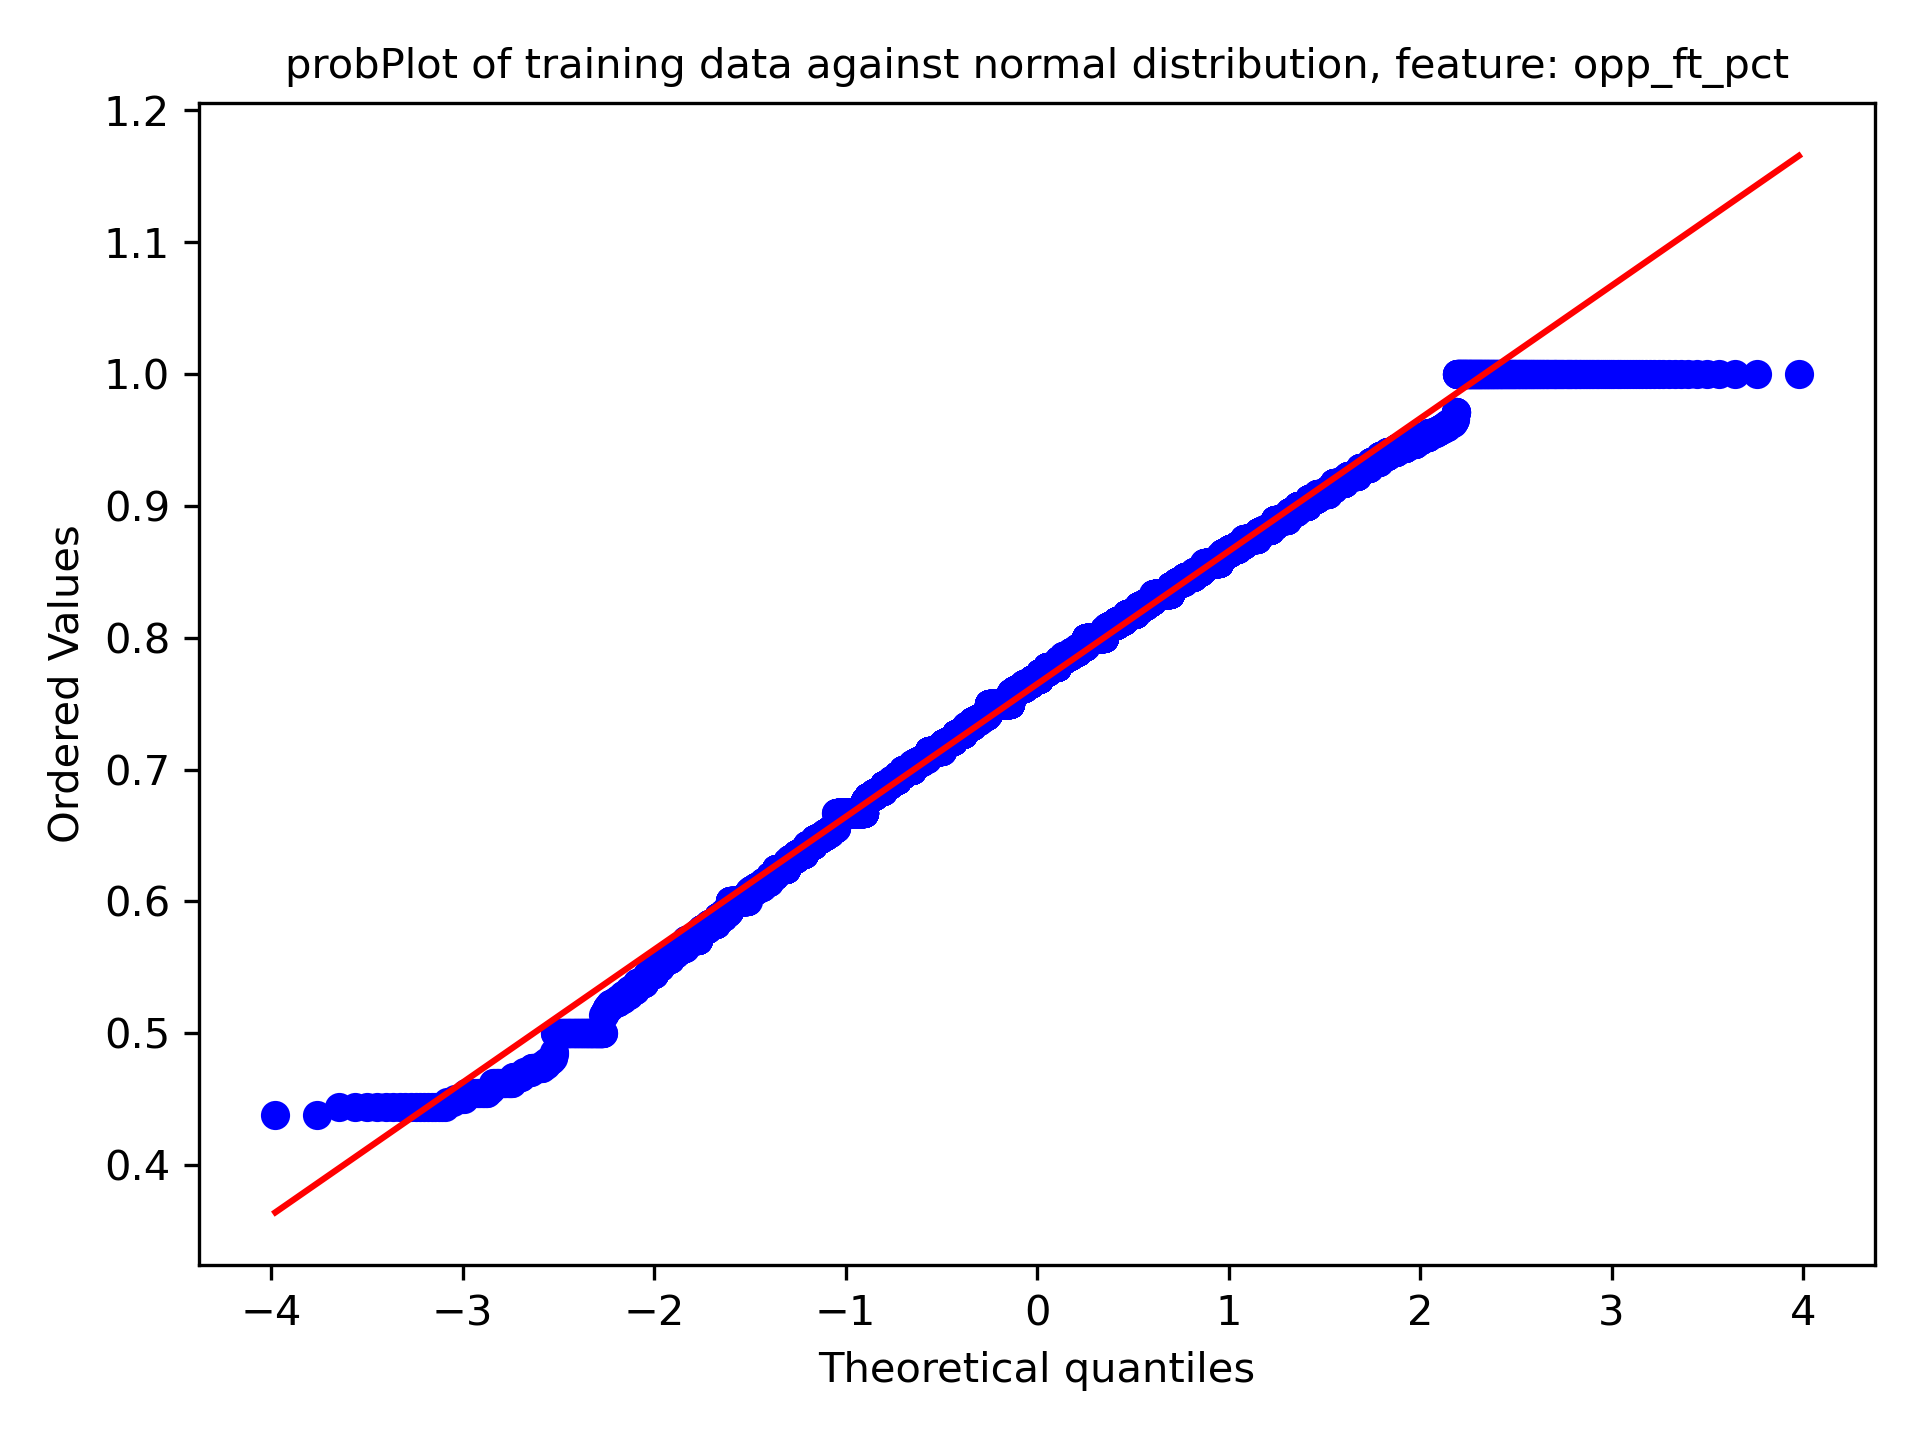 probPlot of training data against normal distribution, feature: opp_ft_pct
1.2
1.1
1.0
0.9
0.8
0.7
0.6
0.5
0.4
Ordered Values
−4 −3 −2 −1 0 1 2 3 4
Theoretical quantiles